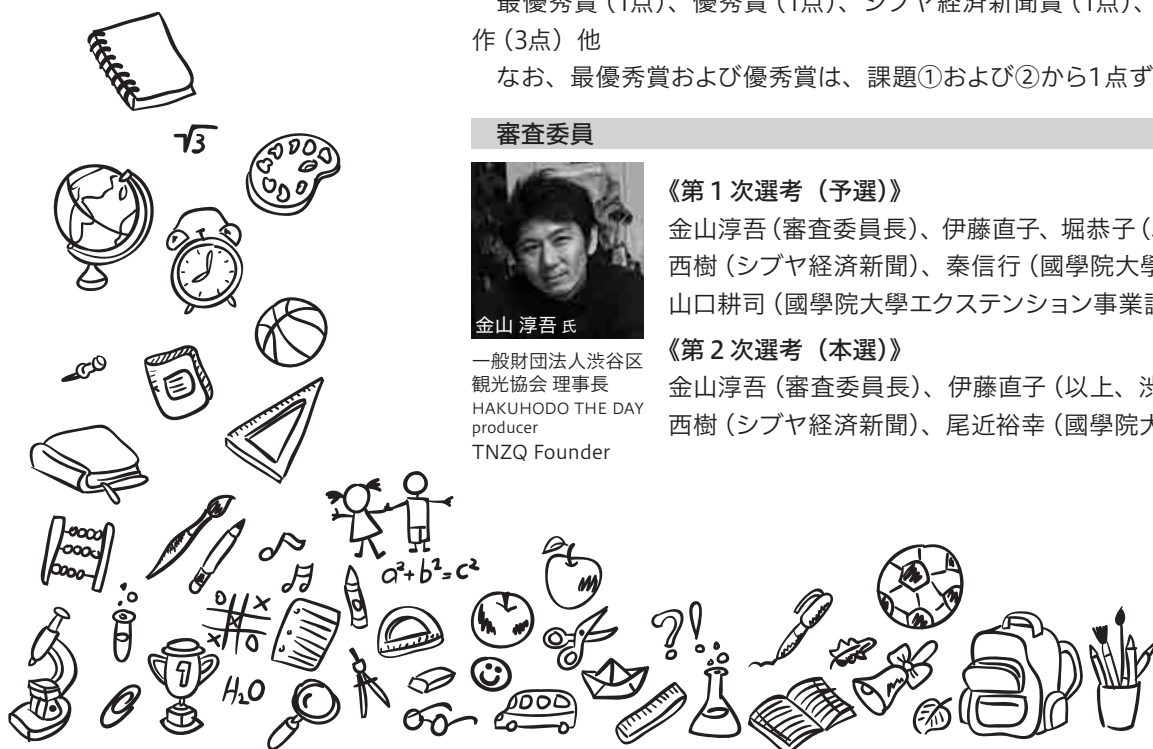 最優秀賞（1点）、優秀賞（1点）、シブヤ経済新聞賞（1点）、
作（3点）他
なお、最優秀賞および優秀賞は、課題①および②から1点ず
審査委員
金山 淳吾 氏
一般財団法人渋谷区
観光協会 理事長
HAKUHODO THE DAY
producer
TNZQ Founder
《第 1 次選考（予選）》
金山淳吾（審査委員長）、伊藤直子、堀恭子（
西樹（シブヤ経済新聞）、秦信行（國學院大學
山口耕司（國學院大學エクステンション事業課
《第 2 次選考（本選）》
金山淳吾（審査委員長）、伊藤直子（以上、渋
西樹（シブヤ経済新聞）、尾近裕幸（國學院大
√3
a²+b²=c²
?!
1
H₂O